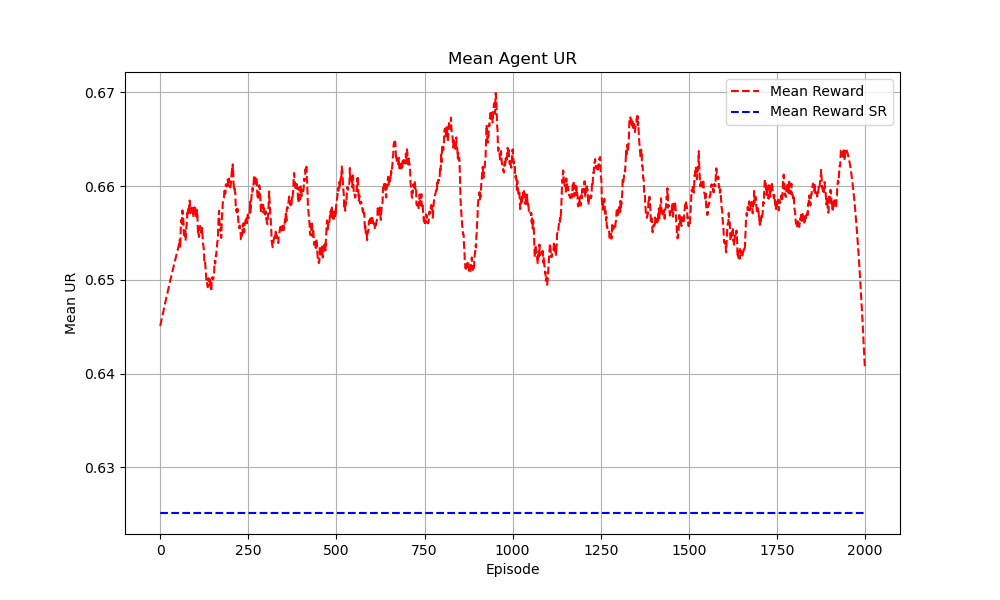 Mean Agent UR
Mean Reward
Mean Reward SR
Mean UR
0.67
0.66
0.65
0.64
0.63
0 250 500 750 1000 1250 1500 1750 2000
Episode